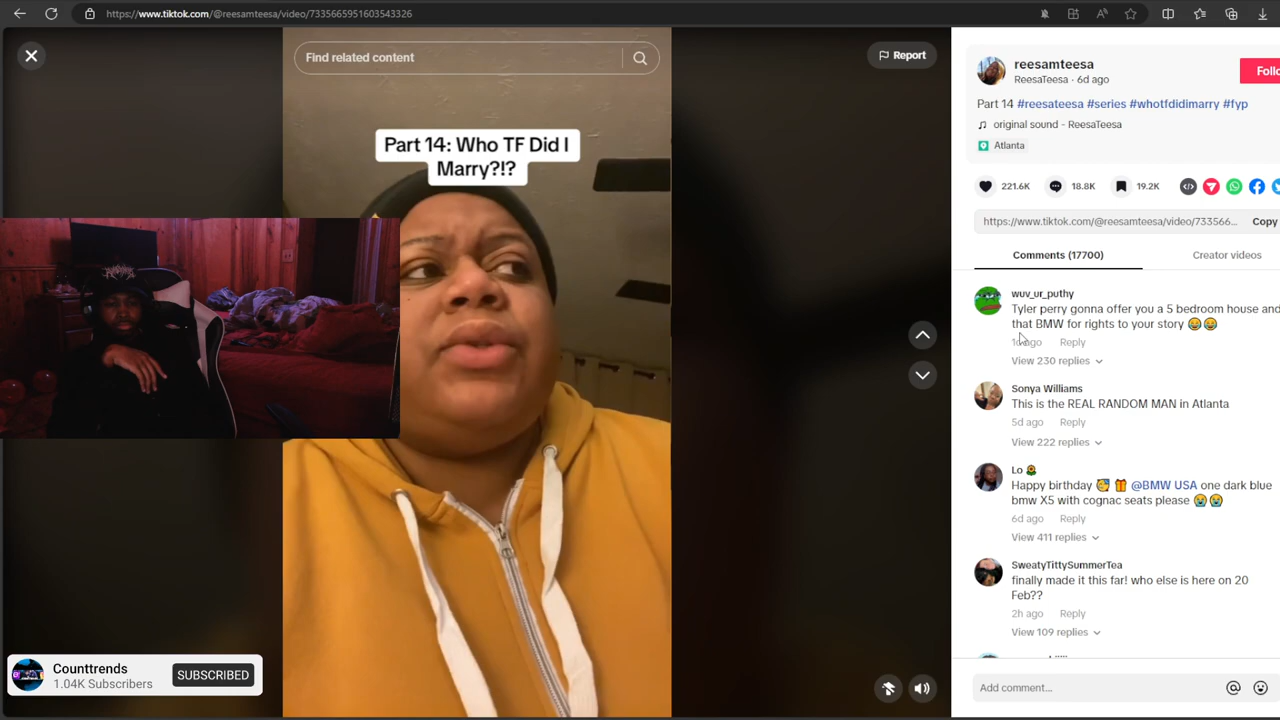 https://www.tiktok.com/@reesamteesa/video/7335665951603543326
Find related content
Report
Part 14: Who TF Did I
Marry?!?
Counttrends
1.04K Subscribers
SUBSCRIBED
reesamteesa
ReesaTeesa · 6d ago
Part 14 #reesateesa #series #whotfdidimarry #fyp
original sound - ReesaTeesa
Atlanta
221.6K
18.8K
19.2K
https://www.tiktok.com/@reesamteesa/video/733566...
Copy
Comments (17700)
Creator videos
wuv_ur_puthy
Tyler perry gonna offer you a 5 bedroom house and
that BMW for rights to your story 😂😂
Reply
View 230 replies
Sonya Williams
This is the REAL RANDOM MAN in Atlanta
5d ago Reply
View 222 replies
Lo 🌻
Happy birthday 🥳 🎁 @BMW USA one dark blue
bmw X5 with cognac seats please 😭😭
6d ago Reply
View 411 replies
SweatyTittySummerTea
finally made it this far! who else is here on 20
Feb??
2h ago Reply
View 109 replies
Add comment...